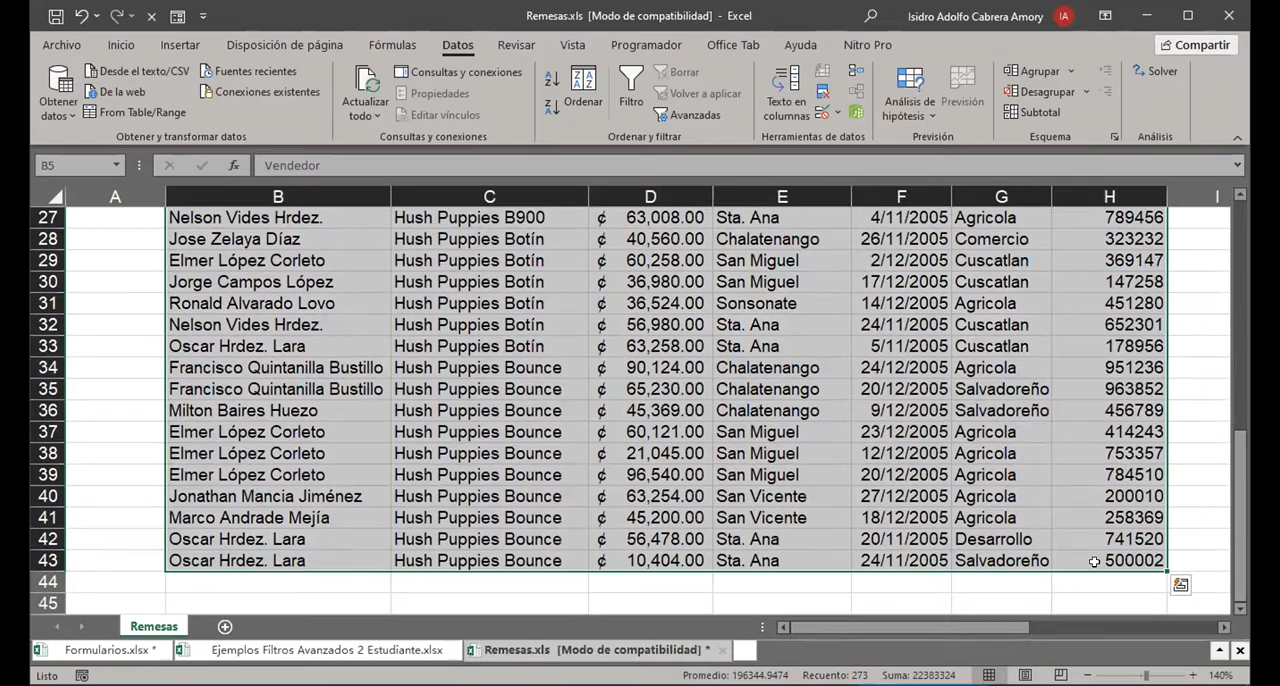 Remesas.xls [Modo de compatibilidad] - Excel
Isidro Adolfo Cabrera Amory IA
Archivo Inicio Insertar Disposición de página Fórmulas Datos Revisar Vista Programador Office Tab Ayuda Nitro Pro Compartir
Obtener datos
Desde el texto/CSV
De la web
From Table/Range
Fuentes recientes
Conexiones existentes
Obtener y transformar datos
Actualizar todo
Consultas y conexiones
Propiedades
Editar vínculos
Consultas y conexiones
Ordenar
Filtro
Borrar
Volver a aplicar
Avanzadas
Ordenar y filtrar
Texto en columnas
Herramientas de datos
Análisis de hipótesis
Previsión
Previsión
Agrupar
Desagrupar
Subtotal
Esquema
Solver
Análisis
B5 fx Vendedor
A B C D E F G H I
27 Nelson Vides Hrdez. Hush Puppies B900 ¢ 63,008.00 Sta. Ana 4/11/2005 Agricola 789456
28 Jose Zelaya Díaz Hush Puppies Botín ¢ 40,560.00 Chalatenango 26/11/2005 Comercio 323232
29 Elmer López Corleto Hush Puppies Botín ¢ 60,258.00 San Miguel 2/12/2005 Cuscatlan 369147
30 Jorge Campos López Hush Puppies Botín ¢ 36,980.00 San Miguel 17/12/2005 Cuscatlan 147258
31 Ronald Alvarado Lovo Hush Puppies Botín ¢ 36,524.00 Sonsonate 14/12/2005 Agricola 451280
32 Nelson Vides Hrdez. Hush Puppies Botín ¢ 56,980.00 Sta. Ana 24/11/2005 Cuscatlan 652301
33 Oscar Hrdez. Lara Hush Puppies Botín ¢ 63,258.00 Sta. Ana 5/11/2005 Cuscatlan 178956
34 Francisco Quintanilla Bustillo Hush Puppies Bounce ¢ 90,124.00 Chalatenango 24/12/2005 Agricola 951236
35 Francisco Quintanilla Bustillo Hush Puppies Bounce ¢ 65,230.00 Chalatenango 20/12/2005 Salvadoreño 963852
36 Milton Baires Huezo Hush Puppies Bounce ¢ 45,369.00 Chalatenango 9/12/2005 Salvadoreño 456789
37 Elmer López Corleto Hush Puppies Bounce ¢ 60,121.00 San Miguel 23/12/2005 Agricola 414243
38 Elmer López Corleto Hush Puppies Bounce ¢ 21,045.00 San Miguel 12/12/2005 Agricola 753357
39 Elmer López Corleto Hush Puppies Bounce ¢ 96,540.00 San Miguel 20/12/2005 Agricola 784510
40 Jonathan Mancia Jiménez Hush Puppies Bounce ¢ 63,254.00 San Vicente 27/12/2005 Agricola 200010
41 Marco Andrade Mejía Hush Puppies Bounce ¢ 45,200.00 San Vicente 18/12/2005 Agricola 258369
42 Oscar Hrdez. Lara Hush Puppies Bounce ¢ 56,478.00 Sta. Ana 20/11/2005 Desarrollo 741520
43 Oscar Hrdez. Lara Hush Puppies Bounce ¢ 10,404.00 Sta. Ana 24/11/2005 Salvadoreño 500002
44
45
Remesas
Formularios.xlsx * Ejemplos Filtros Avanzados 2 Estudiante.xlsx Remesas.xls [Modo de compatibilidad] *
Listo Promedio: 196344.9474 Recuento: 273 Suma: 22383324 140%